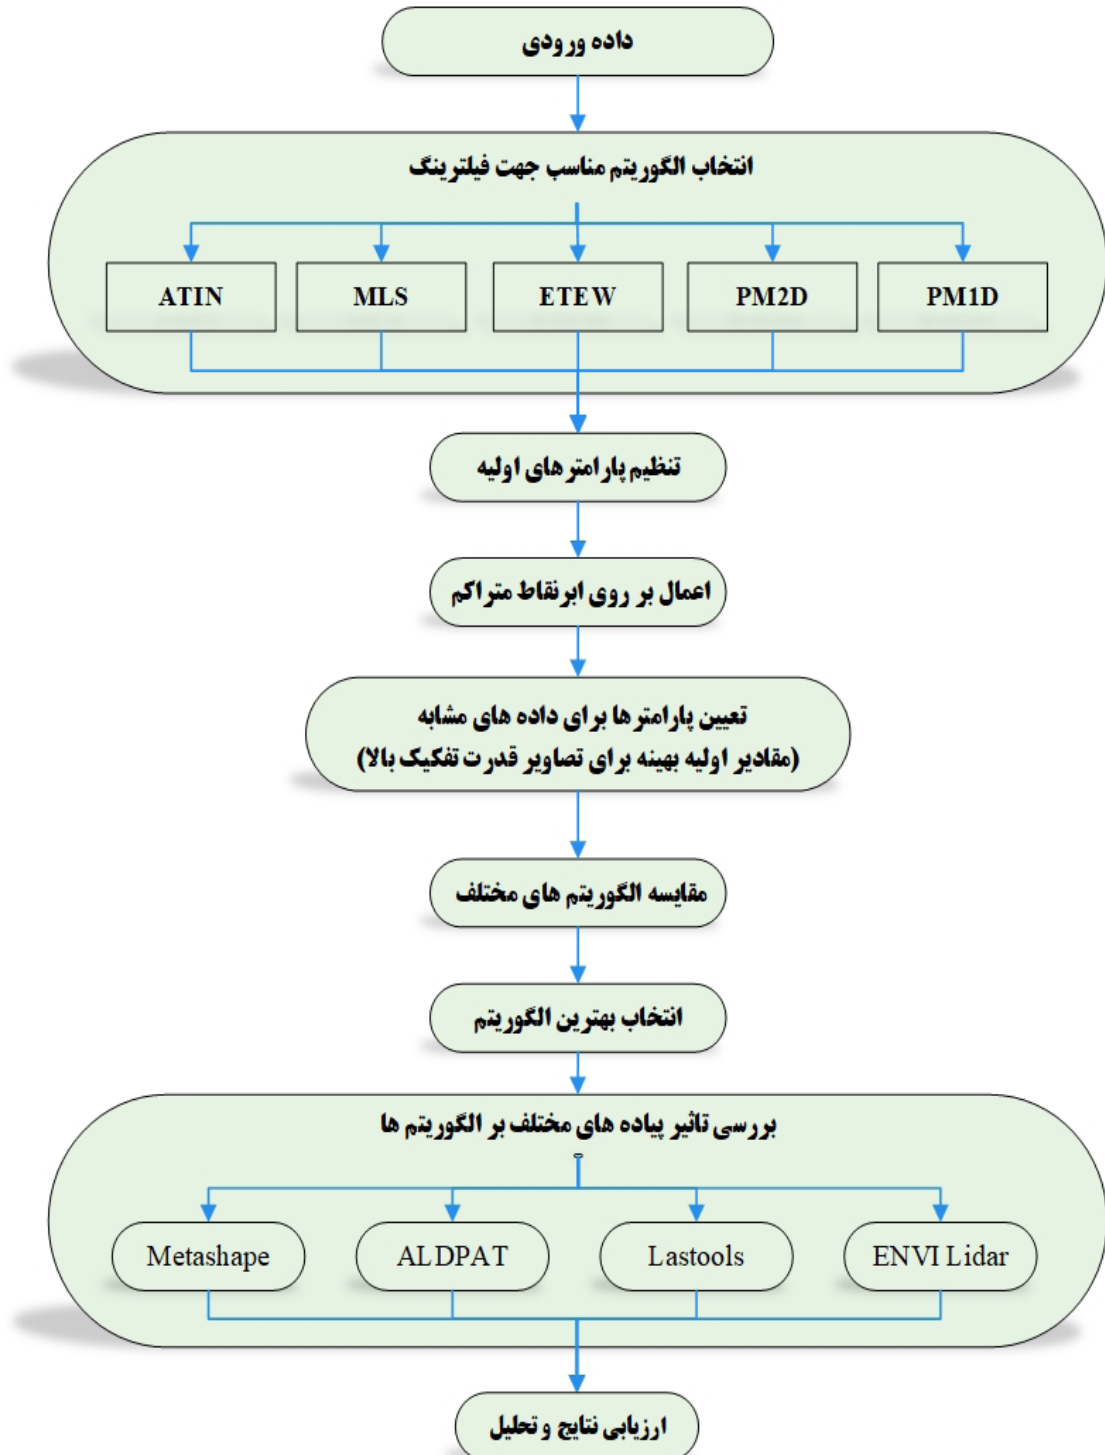 داده ورودی
انتخاب الگوریتم مناسب جهت فیلترینگ
ATIN
MLS
ETEW
PM2D
PM1D
تنظیم پارامترهای اولیه
اعمال بر روی ابرنقاط متراکم
تعیین پارامترها برای داده های مشابه
(مقادیر اولیه بهینه برای تصاویر قدرت تفکیک بالا)
مقایسه الگوریتم های مختلف
انتخاب بهترین الگوریتم
بررسی تاثیر پیاده های مختلف بر الگوریتم ها
Metashape
ALDPAT
Lastools
ENVI Lidar
ارزیابی نتایج و تحلیل